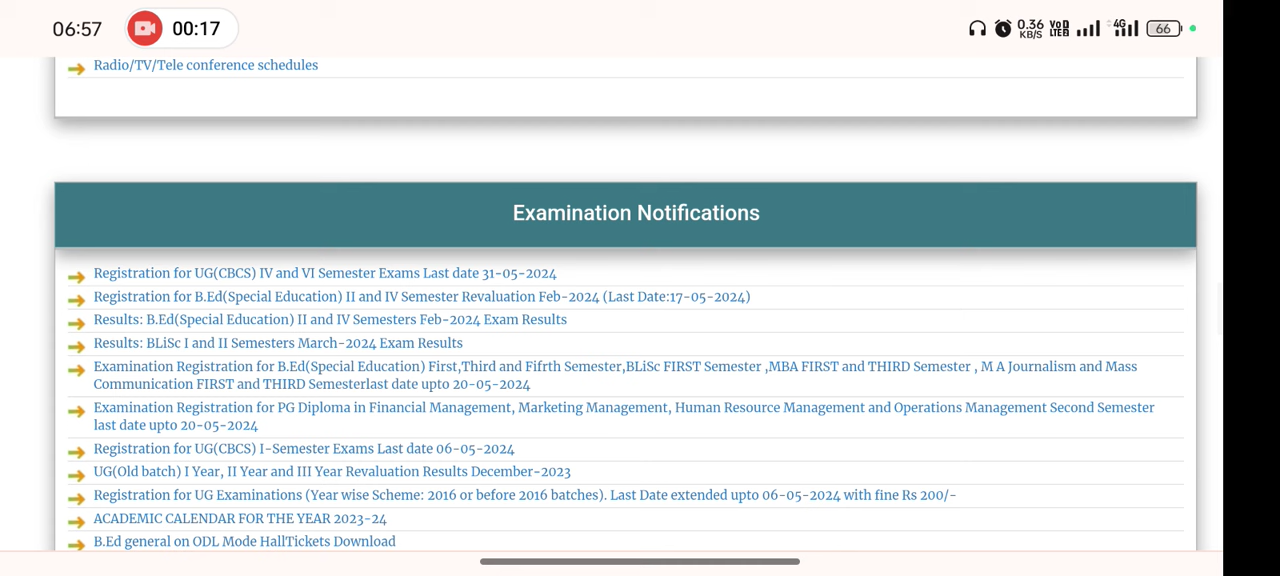 06:57
00:17
0.36 KB/S
VoD LTE2
4G
66
Radio/TV/Tele conference schedules
Examination Notifications
Registration for UG(CBCS) IV and VI Semester Exams Last date 31-05-2024
Registration for B.Ed(Special Education) II and IV Semester Revaluation Feb-2024 (Last Date:17-05-2024)
Results: B.Ed(Special Education) II and IV Semesters Feb-2024 Exam Results
Results: BLiSc I and II Semesters March-2024 Exam Results
Examination Registration for B.Ed(Special Education) First,Third and Fifrth Semester,BLiSc FIRST Semester ,MBA FIRST and THIRD Semester , M A Journalism and Mass
Communication FIRST and THIRD Semesterlast date upto 20-05-2024
Examination Registration for PG Diploma in Financial Management, Marketing Management, Human Resource Management and Operations Management Second Semester
last date upto 20-05-2024
Registration for UG(CBCS) I-Semester Exams Last date 06-05-2024
UG(Old batch) I Year, II Year and III Year Revaluation Results December-2023
Registration for UG Examinations (Year wise Scheme: 2016 or before 2016 batches). Last Date extended upto 06-05-2024 with fine Rs 200/-
ACADEMIC CALENDAR FOR THE YEAR 2023-24
B.Ed general on ODL Mode HallTickets Download